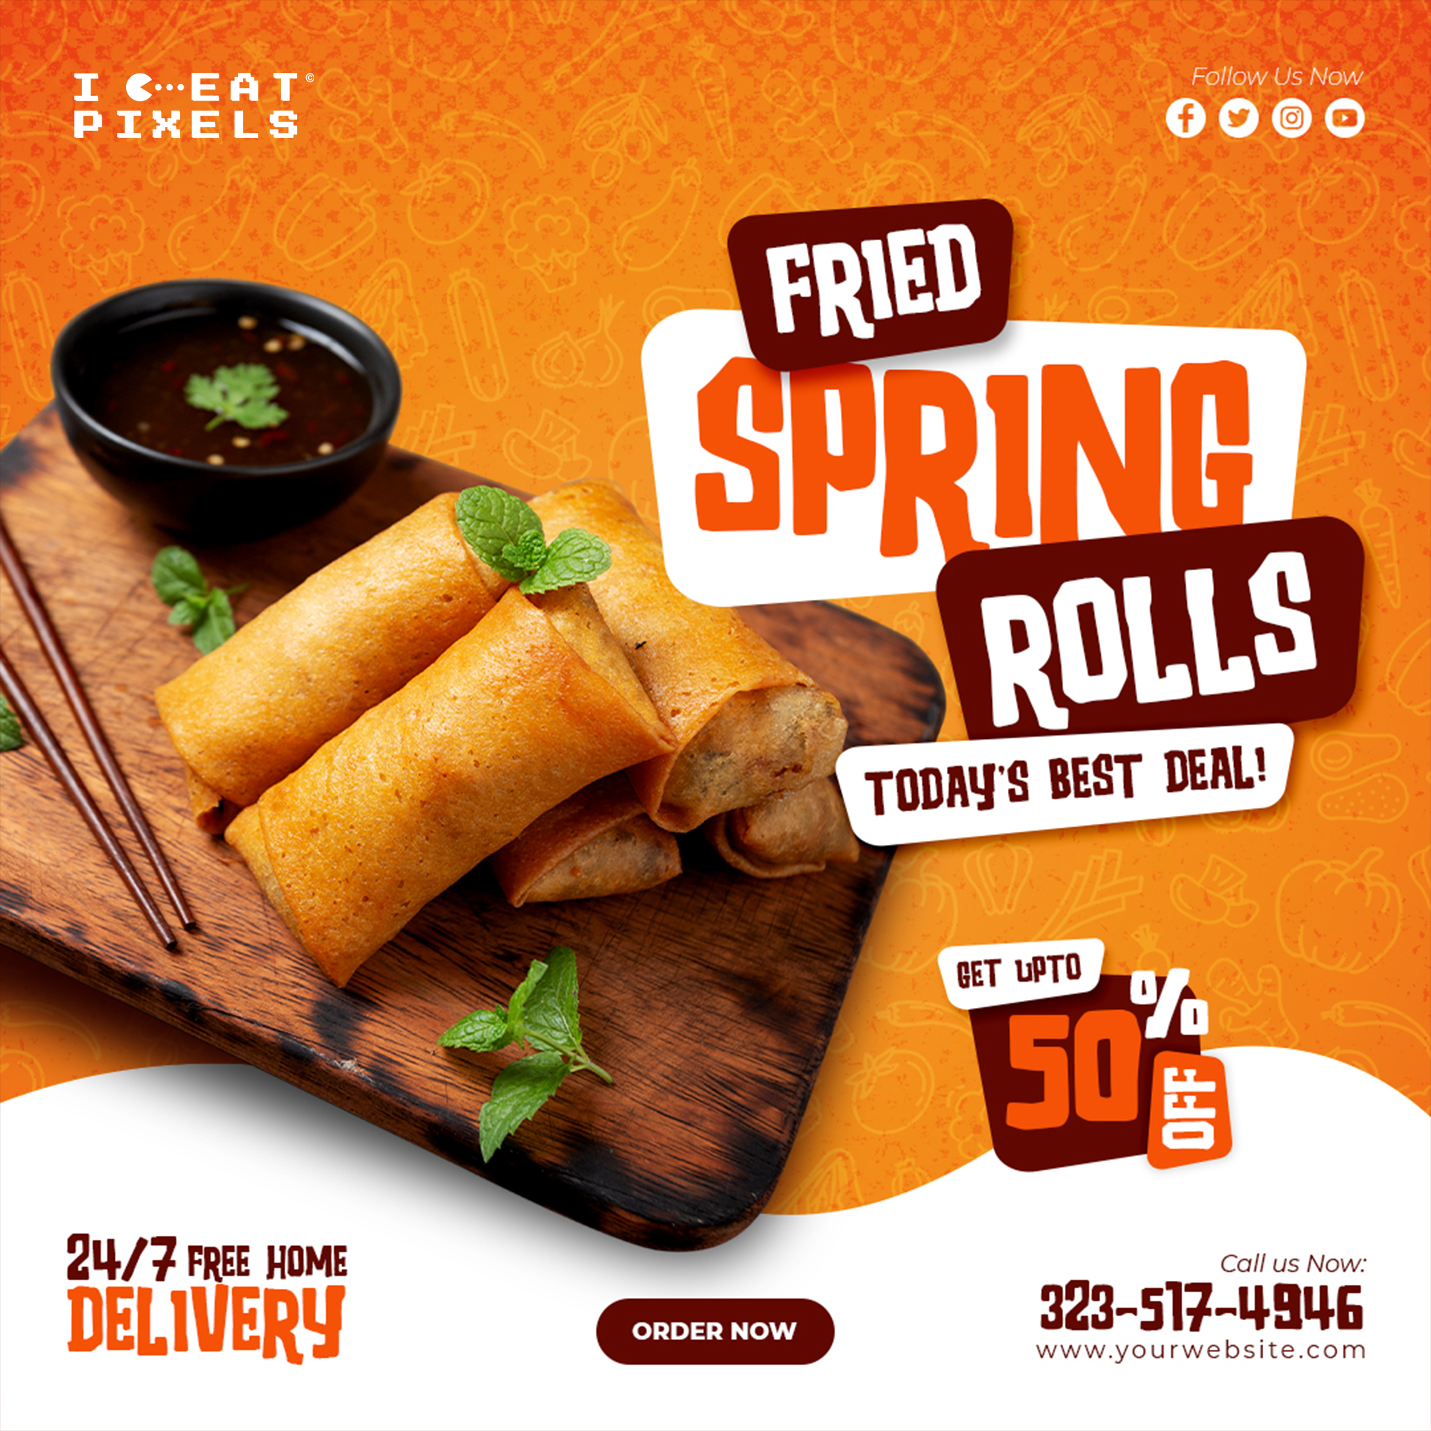 I C···EAT©
PIXELS
Follow Us Now
FRIED
SPRING
ROLLS
TODAY'S BEST DEAL!
GET UPTO
50%
OFF
24/7 FREE HOME
DELIVERY
ORDER NOW
Call us Now:
323-517-4946
www.yourwebsite.com